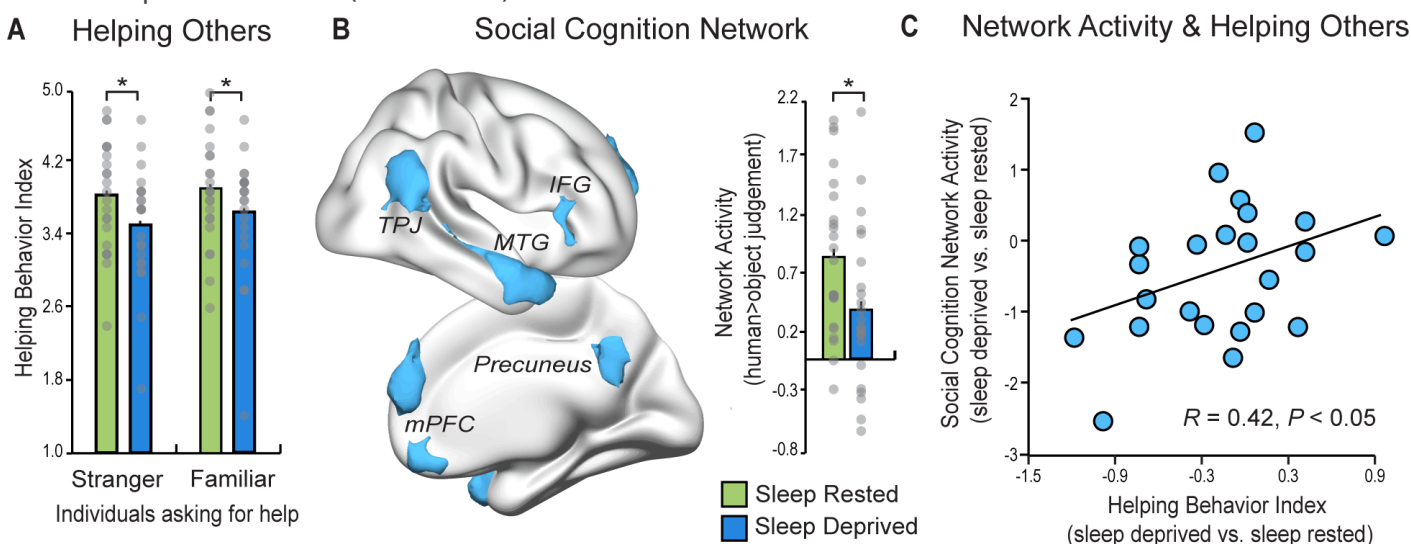 A Helping Others
Helping Behavior Index
5.0
4.2
3.4
2.6
1.8
1.0
*
*
Stranger Familiar
Individuals asking for help
B Social Cognition Network
TPJ
IFG
MTG
Precuneus
mPFC
Network Activity
(human>object judgement)
2.2
1.7
1.2
0.7
0.2
-0.3
-0.8
*
Sleep Rested
Sleep Deprived
C Network Activity & Helping Others
Social Cognition Network Activity
(sleep deprived vs. sleep rested)
2
1
0
-1
-2
-3
R = 0.42, P < 0.05
-1.5 -0.9 -0.3 0.3 0.9
Helping Behavior Index
(sleep deprived vs. sleep rested)